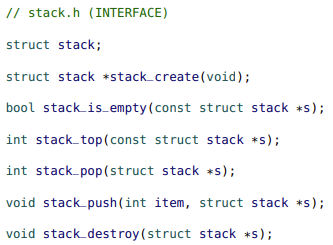 // stack.h (INTERFACE)
struct stack;
struct stack *stack_create(void);
bool stack_is_empty(const struct stack *s);
int stack_top(const struct stack *s);
int stack_pop(struct stack *s);
void stack_push(int item, struct stack *s);
void stack_destroy(struct stack *s);